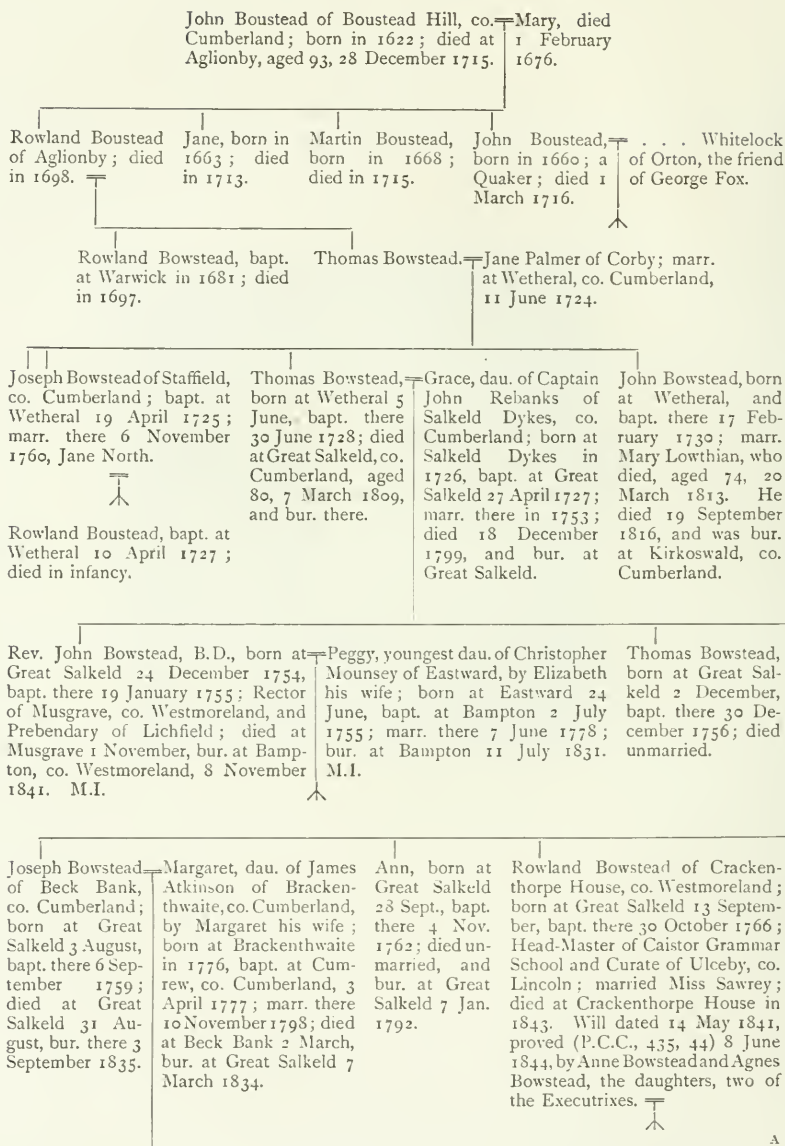 John Boustead of Boustead Hill, co.
Cumberland; born in 1622; died at
Aglionby, aged 93, 28 December 1715.
Mary, died
1 February
1676.
Rowland Boustead
of Aglionby; died
in 1698.
Jane, born in
1663; died
in 1713.
Martin Boustead,
born in 1668;
died in 1715.
John Boustead,
born in 1660; a
Quaker; died 1
March 1716.
. . . Whitelock
of Orton, the friend
of George Fox.
Rowland Bowstead, bapt.
at Warwick in 1681; died
in 1697.
Thomas Bowstead.
Jane Palmer of Corby; marr.
at Wetheral, co. Cumberland,
11 June 1724.
Joseph Bowstead of Staffield,
co. Cumberland; bapt. at
Wetheral 19 April 1725;
marr. there 6 November
1760, Jane North.
Rowland Boustead, bapt. at
Wetheral 10 April 1727;
died in infancy.
Thomas Bowstead,
born at Wetheral 5
June, bapt. there
30 June 1728; died
at Great Salkeld, co.
Cumberland, aged
80, 7 March 1809,
and bur. there.
Grace, dau. of Captain
John Rebanks of
Salkeld Dykes, co.
Cumberland; born at
Salkeld Dykes in
1726, bapt. at Great
Salkeld 27 April 1727;
marr. there in 1753;
died 18 December
1799, and bur. at
Great Salkeld.
John Bowstead, born
at Wetheral, and
bapt. there 17 Feb-
ruary 1730; marr.
Mary Lowthian, who
died, aged 74, 20
March 1813. He
died 19 September
1816, and was bur.
at Kirkoswald, co.
Cumberland.
Rev. John Bowstead, B.D., born at
Great Salkeld 24 December 1754,
bapt. there 19 January 1755; Rector
of Musgrave, co. Westmoreland, and
Prebendary of Lichfield; died at
Musgrave 1 November, bur. at Bamp-
ton, co. Westmoreland, 8 November
1841. M.I.
Peggy, youngest dau. of Christopher
Mounsey of Eastward, by Elizabeth
his wife; born at Eastward 24
June, bapt. at Bampton 2 July
1755; marr. there 7 June 1778;
bur. at Bampton 11 July 1831.
M.I.
Thomas Bowstead,
born at Great Sal-
keld 2 December,
bapt. there 30 De-
cember 1756; died
unmarried.
Joseph Bowstead
of Beck Bank,
co. Cumberland;
born at Great
Salkeld 3 August,
bapt. there 6 Sep-
tember 1759;
died at Great
Salkeld 31 Au-
gust, bur. there 3
September 1835.
Margaret, dau. of James
Atkinson of Bracken-
thwaite, co. Cumberland,
by Margaret his wife;
born at Brackenthwaite
in 1776, bapt. at Cum-
rew, co. Cumberland, 3
April 1777; marr. there
10 November 1798; died
at Beck Bank 2 March,
bur. at Great Salkeld 7
March 1834.
Ann, born at
Great Salkeld
28 Sept., bapt.
there 4 Nov.
1762; died un-
married, and
bur. at Great
Salkeld 7 Jan.
1792.
Rowland Bowstead of Cracken-
thorpe House, co. Westmoreland;
born at Great Salkeld 13 Septem-
ber, bapt. there 30 October 1766;
Head-Master of Caistor Grammar
School and Curate of Ulceby, co.
Lincoln; married Miss Sawrey;
died at Crackenthorpe House in
1843. Will dated 14 May 1841,
proved (P.C.C., 435, 44) 8 June
1844, by Anne Bowstead and Agnes
Bowstead, the daughters, two of
the Executrixes.
A